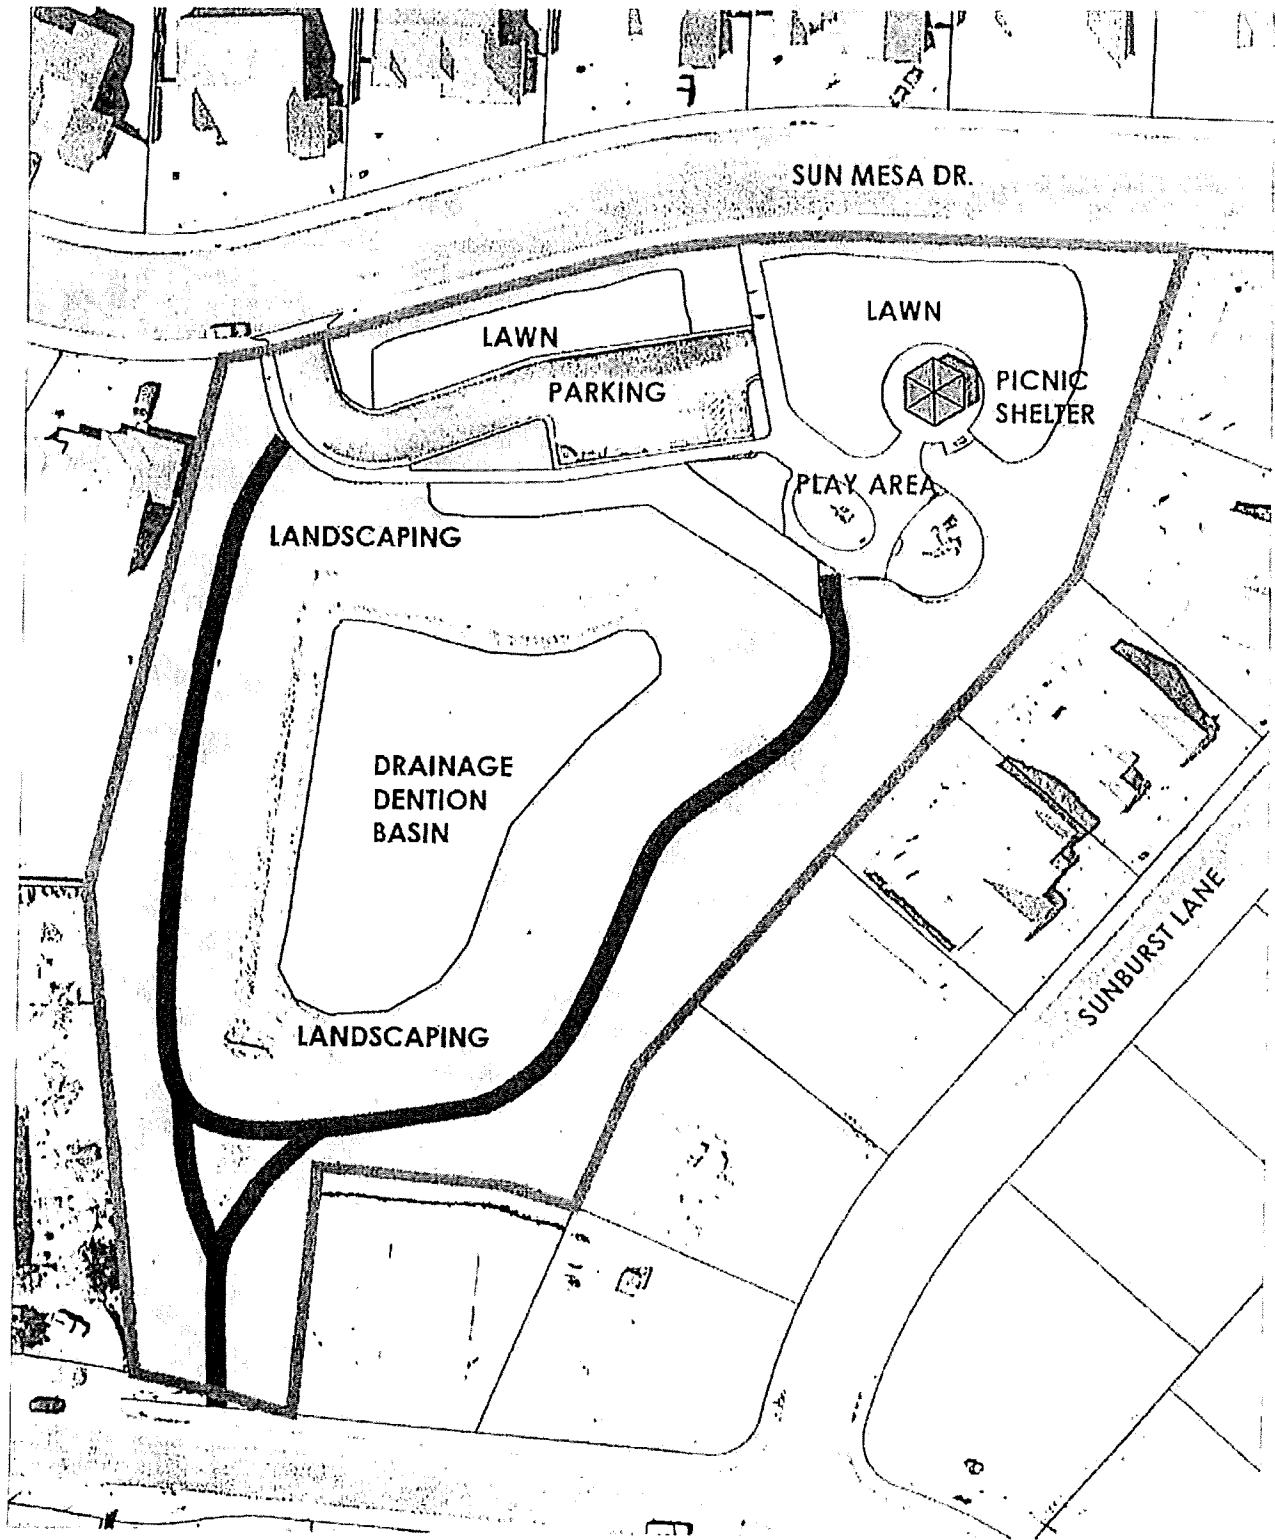 SUN MESA DR.
LAWN
LAWN
PARKING
PICNIC
SHELTER
PLAY AREA
LANDSCAPING
DRAINAGE
DENTION
BASIN
SUNBURST LANE
LANDSCAPING